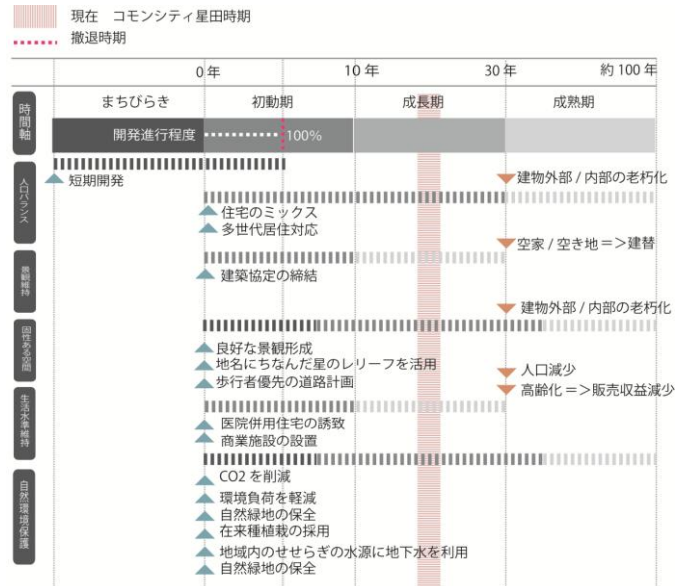 現在 コモンシティ星田時期
撤退時期
0年 10年 30年 約100年
時間軸
まちびらき 初動期 成長期 成熟期
開発進行程度 100%
人口バランス
短期開発
建物外部/内部の老朽化
住宅のミックス
多世代居住対応
空家/空き地=>建替
景観維持
建築協定の締結
建物外部/内部の老朽化
固性ある空間
良好な景観形成
地名にちなんだ星のレリーフを活用
歩行者優先の道路計画
人口減少
高齢化=>販売収益減少
生活水準維持
医院併用住宅の誘致
商業施設の設置
自然環境保護
CO2を削減
環境負荷を軽減
自然緑地の保全
在来種植栽の採用
地域内のせせらぎの水源に地下水を利用
自然緑地の保全